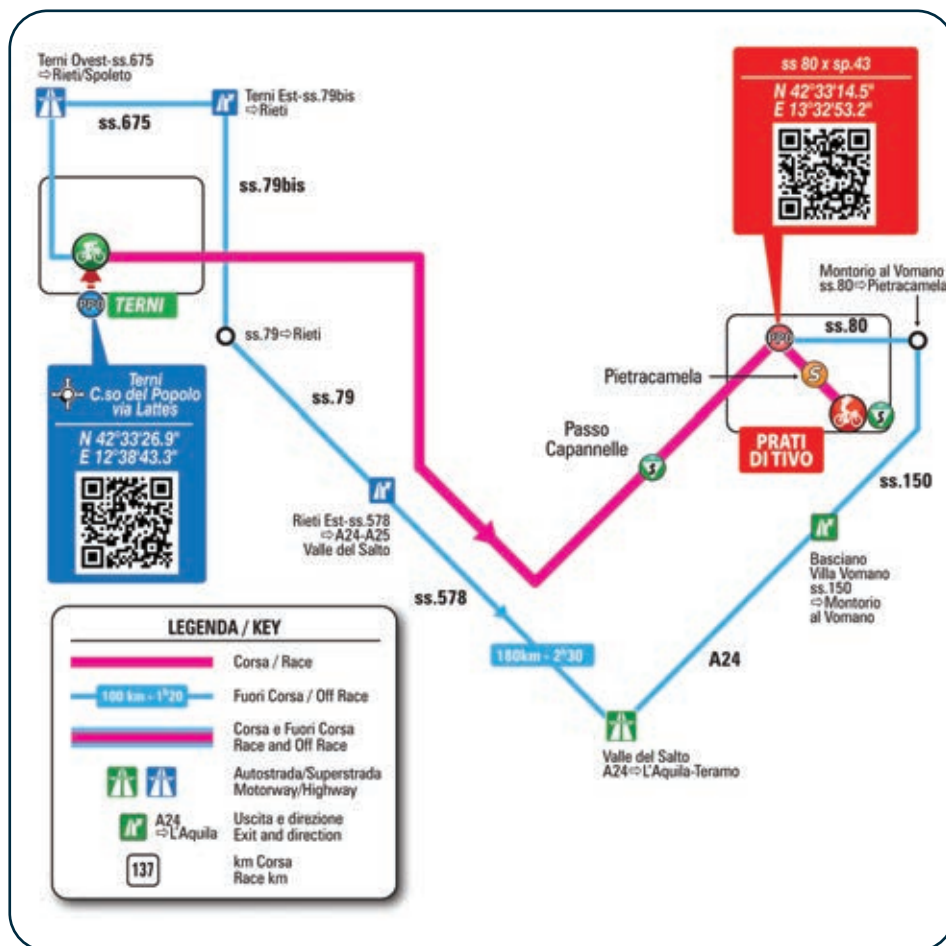 Terni Ovest-ss.675
⇨Rieti/Spoleto
ss.675
Terni Est-ss.79bis
⇨Rieti
ss.79bis
ss 80 x sp.43
N 42°33'14.5"
E 13°32'53.2"
PPO
TERNI
Terni
C.so del Popolo
via Lattes
N 42°33'26.9"
E 12°38'43.3"
ss.79⇨Rieti
ss.79
Rieti Est-ss.578
⇨A24-A25
Valle del Salto
ss.578
180km - 2h30
Valle del Salto
A24⇨L'Aquila-Teramo
A24
Passo
Capannelle
S
Montorio al Vomano
ss.80⇨Pietracamela
PPO
ss.80
Pietracamela
S
S
PRATI
DI TIVO
ss.150
Basciano
Villa Vomano
ss.150
⇨Montorio
al Vomano
LEGENDA / KEY
Corsa / Race
100 km - 1h20
Fuori Corsa / Off Race
Corsa e Fuori Corsa
Race and Off Race
Autostrada/Superstrada
Motorway/Highway
A24
⇨L'Aquila
Uscita e direzione
Exit and direction
137
km Corsa
Race km